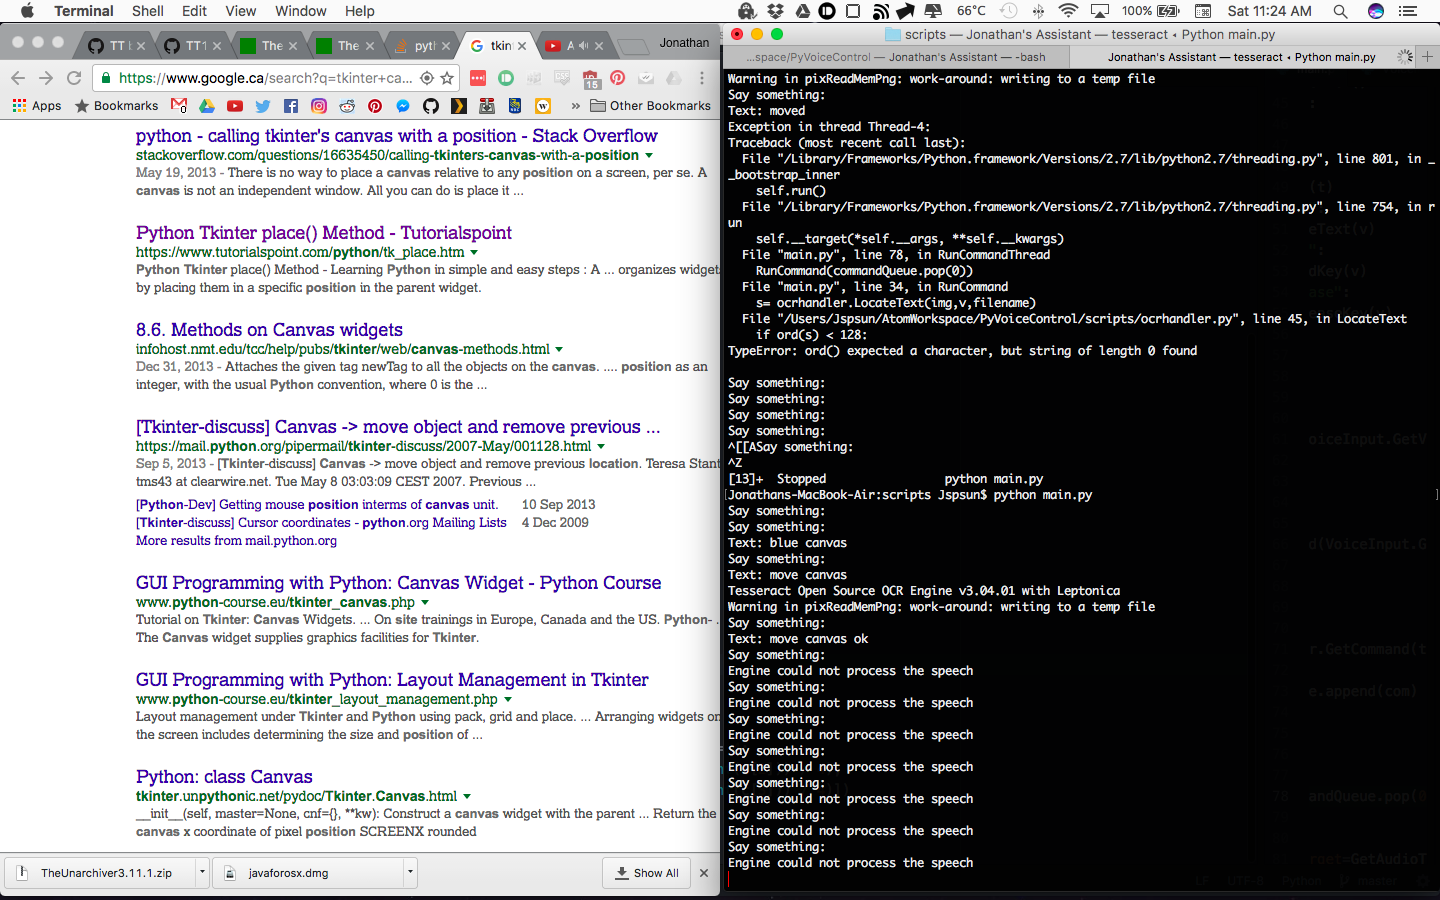 Terminal Shell Edit View Window Help 66°C 100% Sat 11:24 AM
TT TT1 The The pyth G tkin A Jonathan
https://www.google.ca/search?q=tkinter+ca... 15
Apps Bookmarks Other Bookmarks
python - calling tkinter's canvas with a position - Stack Overflow
stackoverflow.com/questions/16635450/calling-tkinters-canvas-with-a-position
May 19, 2013 - There is no way to place a canvas relative to any position on a screen, per se. A
canvas is not an independent window. All you can do is place it ...
Python Tkinter place() Method - Tutorialspoint
https://www.tutorialspoint.com/python/tk_place.htm
Python Tkinter place() Method - Learning Python in simple and easy steps : A ... organizes widgets
by placing them in a specific position in the parent widget.
8.6. Methods on Canvas widgets
infohost.nmt.edu/tcc/help/pubs/tkinter/web/canvas-methods.html
Dec 31, 2013 - Attaches the given tag newTag to all the objects on the canvas. .... position as an
integer, with the usual Python convention, where 0 is the ...
[Tkinter-discuss] Canvas -> move object and remove previous ...
https://mail.python.org/pipermail/tkinter-discuss/2007-May/001128.html
Sep 5, 2013 - [Tkinter-discuss] Canvas -> move object and remove previous location. Teresa Stant
tms43 at clearwire.net. Tue May 8 03:03:09 CEST 2007. Previous ...
[Python-Dev] Getting mouse position interms of canvas unit. 10 Sep 2013
[Tkinter-discuss] Cursor coordinates - python.org Mailing Lists 4 Dec 2009
More results from mail.python.org
GUI Programming with Python: Canvas Widget - Python Course
www.python-course.eu/tkinter_canvas.php
Tutorial on Tkinter: Canvas Widgets. ... On site trainings in Europe, Canada and the US. Python- .
The Canvas widget supplies graphics facilities for Tkinter.
GUI Programming with Python: Layout Management in Tkinter
www.python-course.eu/tkinter_layout_management.php
Layout management under Tkinter and Python using pack, grid and place. ... Arranging widgets on
the screen includes determining the size and position of ...
Python: class Canvas
tkinter.unpythonic.net/pydoc/Tkinter.Canvas.html
__init__(self, master=None, cnf={}, **kw): Construct a canvas widget with the parent ... Return the
canvas x coordinate of pixel position SCREENX rounded
TheUnarchiver3.11.1.zip javaforosx.dmg Show All
scripts — Jonathan's Assistant — tesseract ◂ Python main.py
...space/PyVoiceControl — Jonathan's Assistant — -bash Jonathan's Assistant — tesseract ◂ Python main.py
Warning in pixReadMemPng: work-around: writing to a temp file
Say something:
Text: moved
Exception in thread Thread-4:
Traceback (most recent call last):
File "/Library/Frameworks/Python.framework/Versions/2.7/lib/python2.7/threading.py", line 801, in _
_bootstrap_inner
self.run()
File "/Library/Frameworks/Python.framework/Versions/2.7/lib/python2.7/threading.py", line 754, in r
un
self.__target(*self.__args, **self.__kwargs)
File "main.py", line 78, in RunCommandThread
RunCommand(commandQueue.pop(0))
File "main.py", line 34, in RunCommand
s= ocrhandler.LocateText(img,v,filename)
File "/Users/Jspsun/AtomWorkspace/PyVoiceControl/scripts/ocrhandler.py", line 45, in LocateText
if ord(s) < 128:
TypeError: ord() expected a character, but string of length 0 found
Say something:
Say something:
Say something:
Say something:
^[[ASay something:
^Z
[13]+ Stopped python main.py
[Jonathans-MacBook-Air:scripts Jspsun$ python main.py ]
Say something:
Say something:
Text: blue canvas
Say something:
Text: move canvas
Tesseract Open Source OCR Engine v3.04.01 with Leptonica
Warning in pixReadMemPng: work-around: writing to a temp file
Say something:
Text: move canvas ok
Say something:
Engine could not process the speech
Say something:
Engine could not process the speech
Say something:
Engine could not process the speech
Say something:
Engine could not process the speech
Say something:
Engine could not process the speech
Say something:
Engine could not process the speech
Say something:
Engine could not process the speech
(t)
eText(v)
":
dKey(v)
ase":
oiceInput.GetV
d(VoiceInput.G
r.GetCommand(t
e.append(com)
78 andQueue.pop(0
rget=GetAudioT
LF UTF-8 Python master